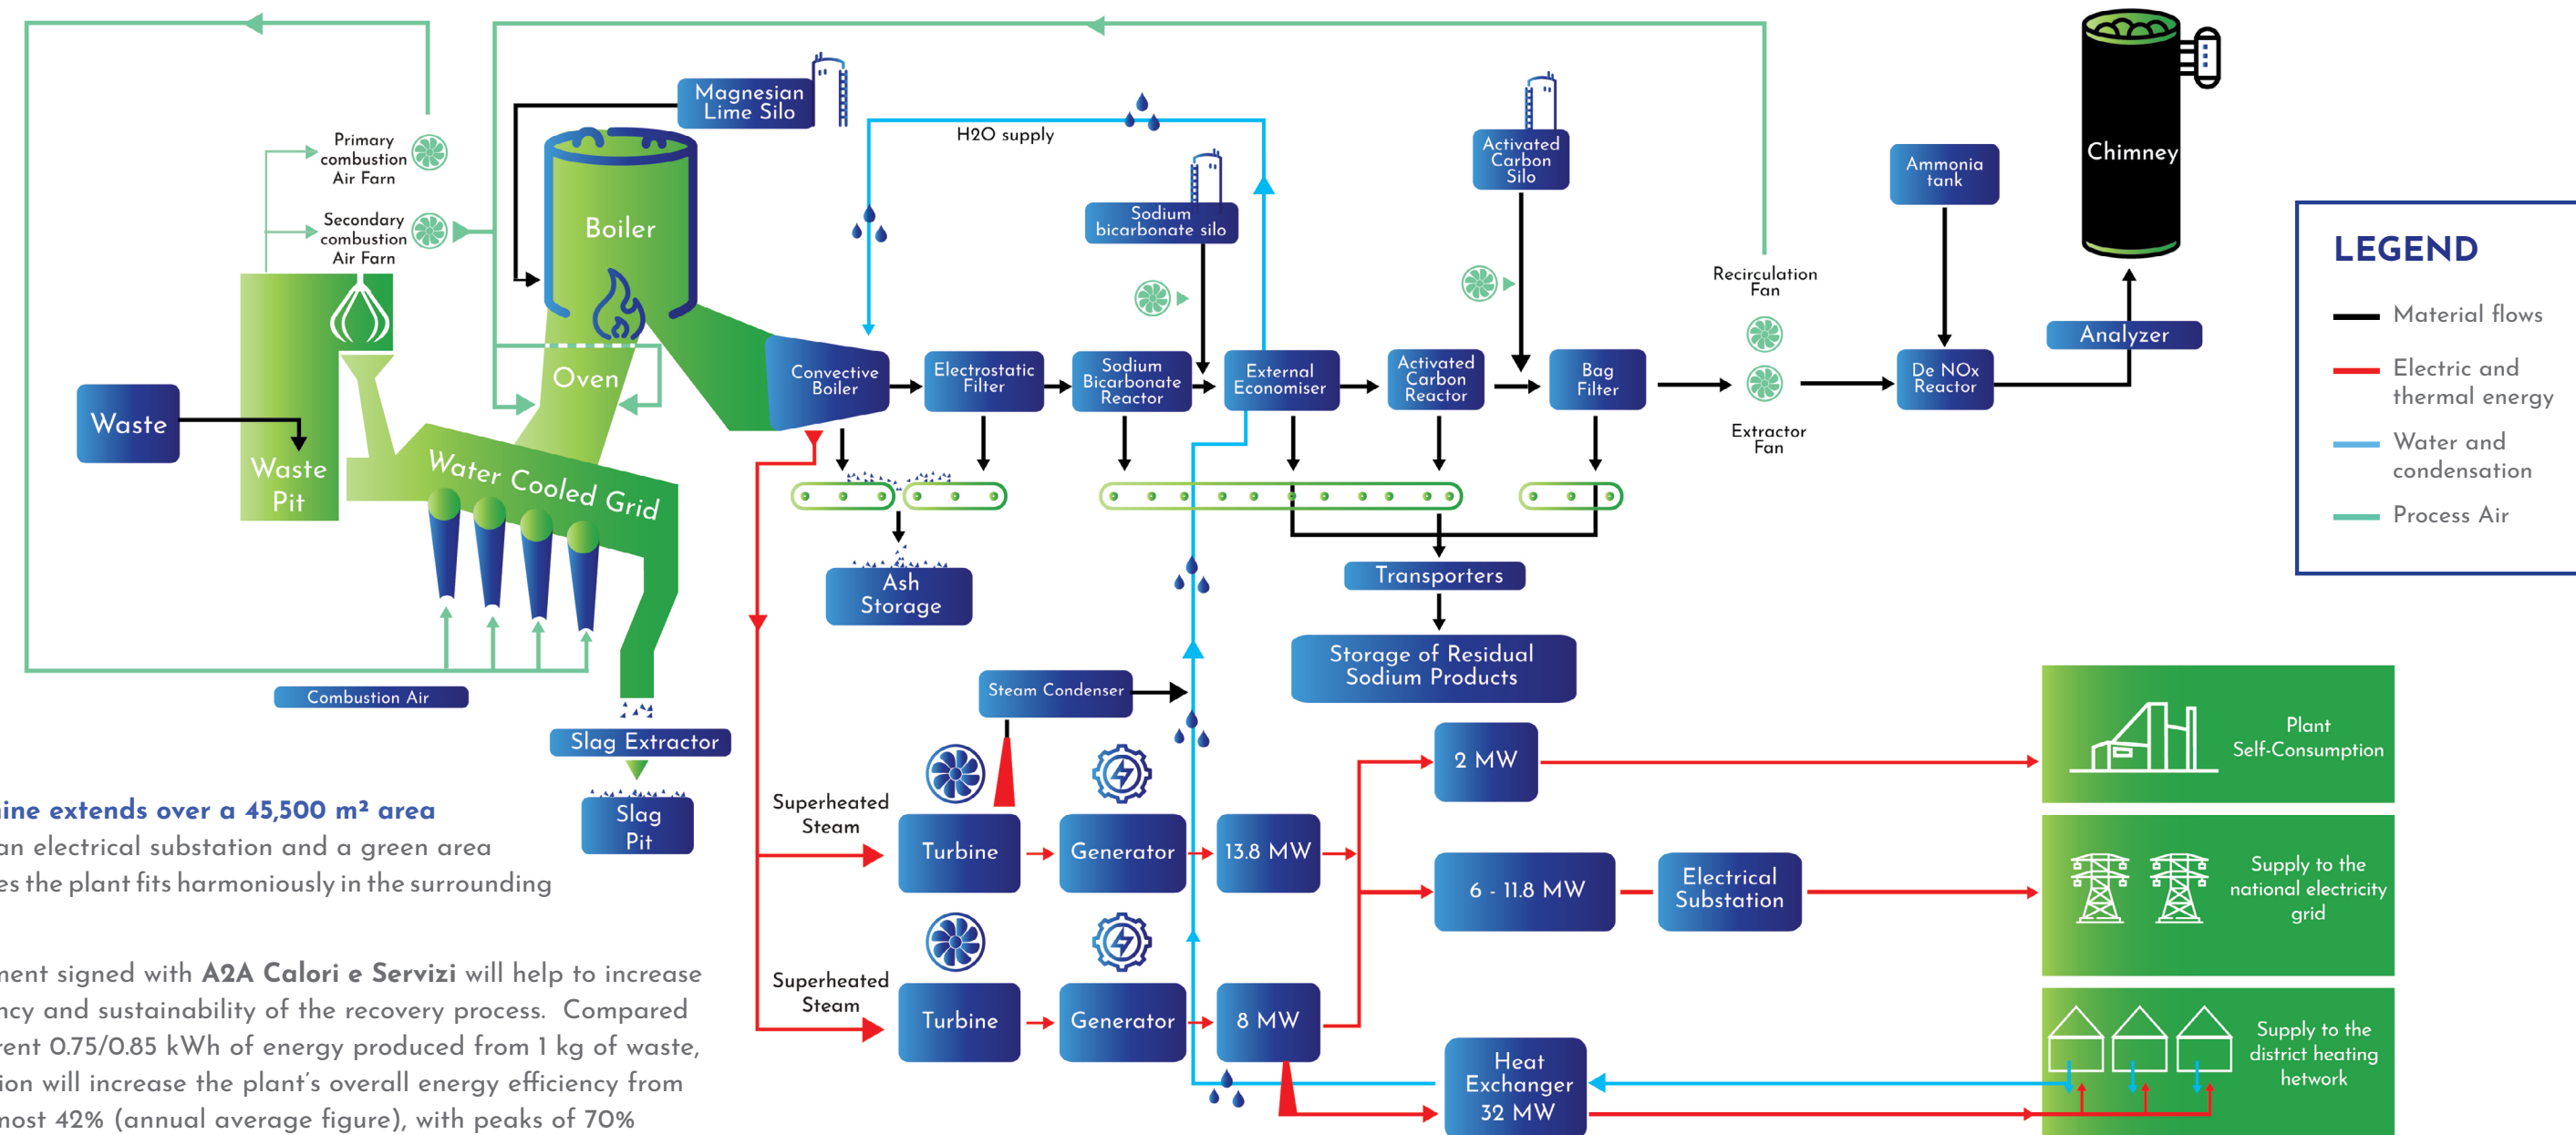 Magnesian
Lime Silo
H2O supply
Primary
combustion
Air Farn
Secondary
combustion
Air Farn
Boiler
Oven
Waste
Waste
Pit
Water Cooled Grid
Combustion Air
Slag Extractor
Slag
Pit
Sodium
bicarbonate silo
Activated
Carbon
Silo
Ammonia
tank
Chimney
Analyzer
Recirculation
Fan
Extractor
Fan
Convective
Boiler
Electrostatic
Filter
Sodium
Bicarbonate
Reactor
External
Economiser
Activated
Carbon
Reactor
Bag
Filter
De NOx
Reactor
Ash
Storage
Transporters
Storage of Residual
Sodium Products
Steam Condenser
Superheated
Steam
Turbine
Generator
13.8 MW
2 MW
6 - 11.8 MW
Electrical
Substation
Superheated
Steam
Turbine
Generator
8 MW
Heat
Exchanger
32 MW
Plant
Self-Consumption
Supply to the
national electricity
grid
Supply to the
district heating
hetwork
LEGEND
Material flows
Electric and
thermal energy
Water and
condensation
Process Air
extends over a 45,500 m² area
an electrical substation and a green area
the plant fits harmoniously in the surrounding
signed with A2A Calori e Servizi will help to increase
and sustainability of the recovery process. Compared
0.75/0.85 kWh of energy produced from 1 kg of waste,
will increase the plant's overall energy efficiency from
most 42% (annual average figure), with peaks of 70%